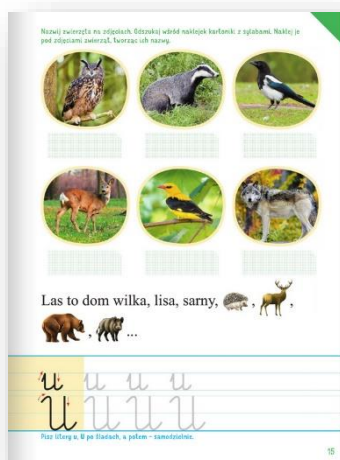 Nazwij zwierzęta na zdjęciach. Odszukaj wśród naklejek kartoniki z sylabami. Naklej je
pod zdjęciami zwierząt, tworząc ich nazwy.
Las to dom wilka, lisa, sarny, , ,
, ...
u u u u
U U U U
Pisz litery u, U po śladach, a potem – samodzielnie.
15